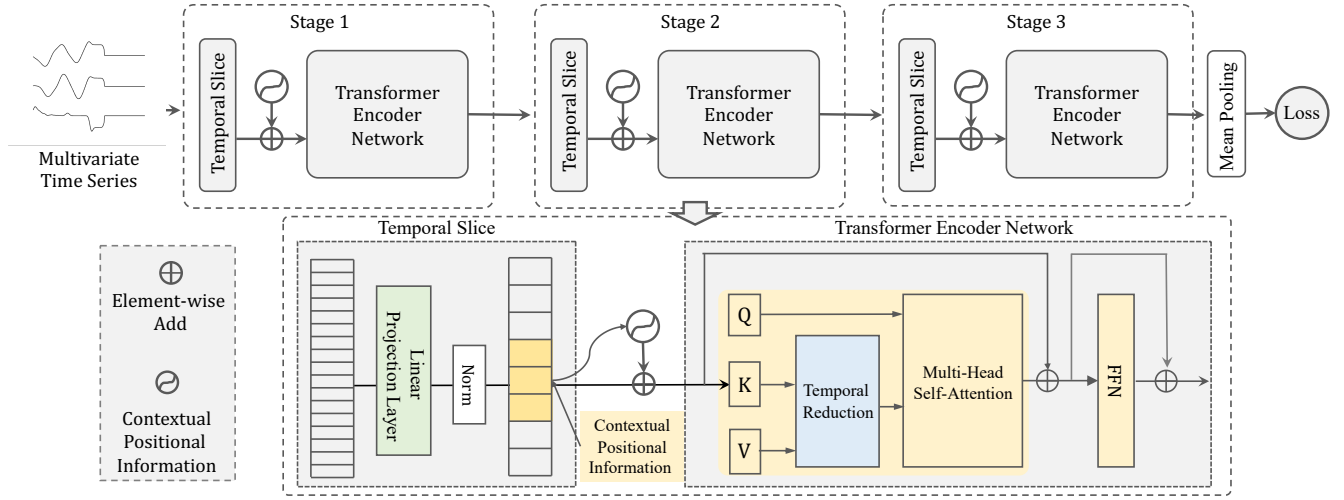 Stage 1
Stage 2
Stage 3
Multivariate
Time Series
Temporal Slice
Transformer
Encoder
Network
Temporal Slice
Transformer
Encoder
Network
Temporal Slice
Transformer
Encoder
Network
Mean Pooling
Loss
Element-wise
Add
Contextual
Positional
Information
Temporal Slice
Linear
Projection Layer
Norm
Contextual
Positional
Information
Transformer Encoder Network
Q
K
V
Temporal
Reduction
Multi-Head
Self-Attention
FFN